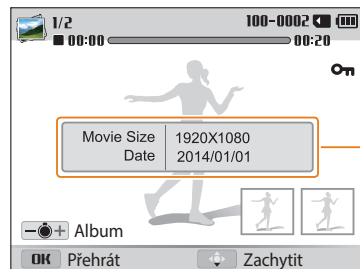 1/2 100-0002
00:00 00:20
Movie Size 1920X1080
Date 2014/01/01
Album
OK Přehrát Zachytit